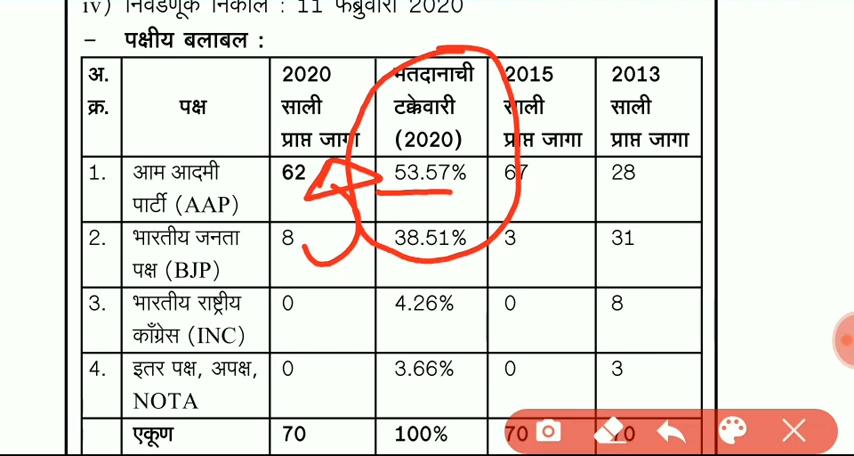 iv) निवडणूक निकाल : 11 फेब्रुवारी 2020
– पक्षीय बलाबल :
अ. क्र. पक्ष 2020 साली प्राप्त जागा मतदानाची टक्केवारी (2020) 2015 साली प्राप्त जागा 2013 साली प्राप्त जागा
1. आम आदमी पार्टी (AAP) 62 53.57% 67 28
2. भारतीय जनता पक्ष (BJP) 8 38.51% 3 31
3. भारतीय राष्ट्रीय काँग्रेस (INC) 0 4.26% 0 8
4. इतर पक्ष, अपक्ष, NOTA 0 3.66% 0 3
एकूण 70 100% 70 70